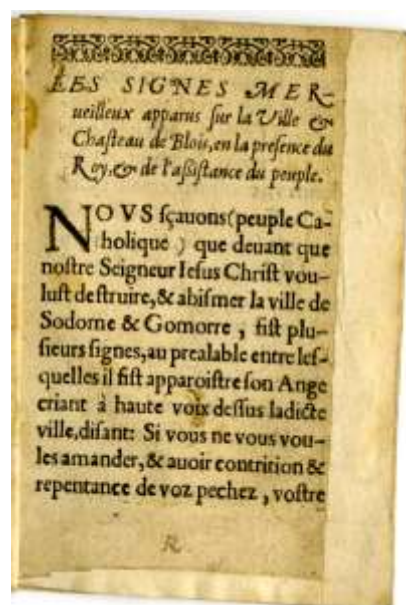 LES SIGNES MER-
ueilleux apparus ſur la Ville &
Chaſteau de Blois, en la preſence du
Roy, & de l'aſsiſtance du peuple.
NOVS ſçauons (peuple Ca-
tholique ) que deuant que
noſtre Seigneur Ieſus Chriſt vou-
luſt deſtruire, & abiſmer la ville de
Sodome & Gomorre , fiſt plu-
ſieurs ſignes, au prealable entre leſ-
quelles il fiſt apparoiſtre ſon Ange
criant à haute voix deſſus ladicte
ville, diſant: Si vous ne vous vou-
les amander, & auoir contrition &
repentance de voz pechez , voſtre
R